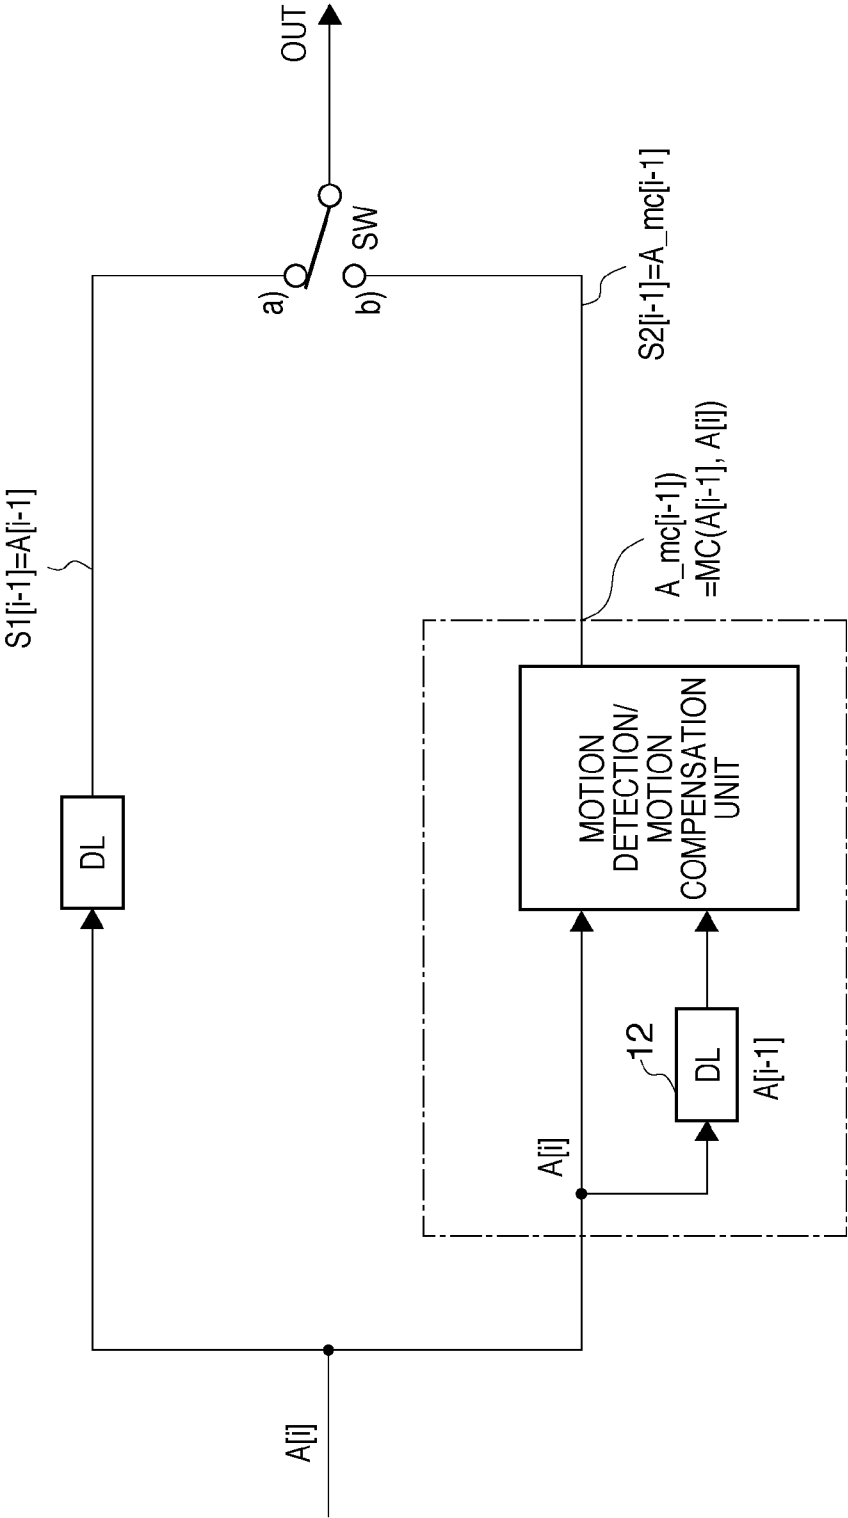 S1[i-1]=A[i-1]
DL
A[i]
OUT
a)
b)
SW
A[i]
12
DL
A[i-1]
MOTION
DETECTION/
MOTION
COMPENSATION
UNIT
A_mc[i-1])
=MC(A[i-1], A[i])
S2[i-1]=A_mc[i-1]